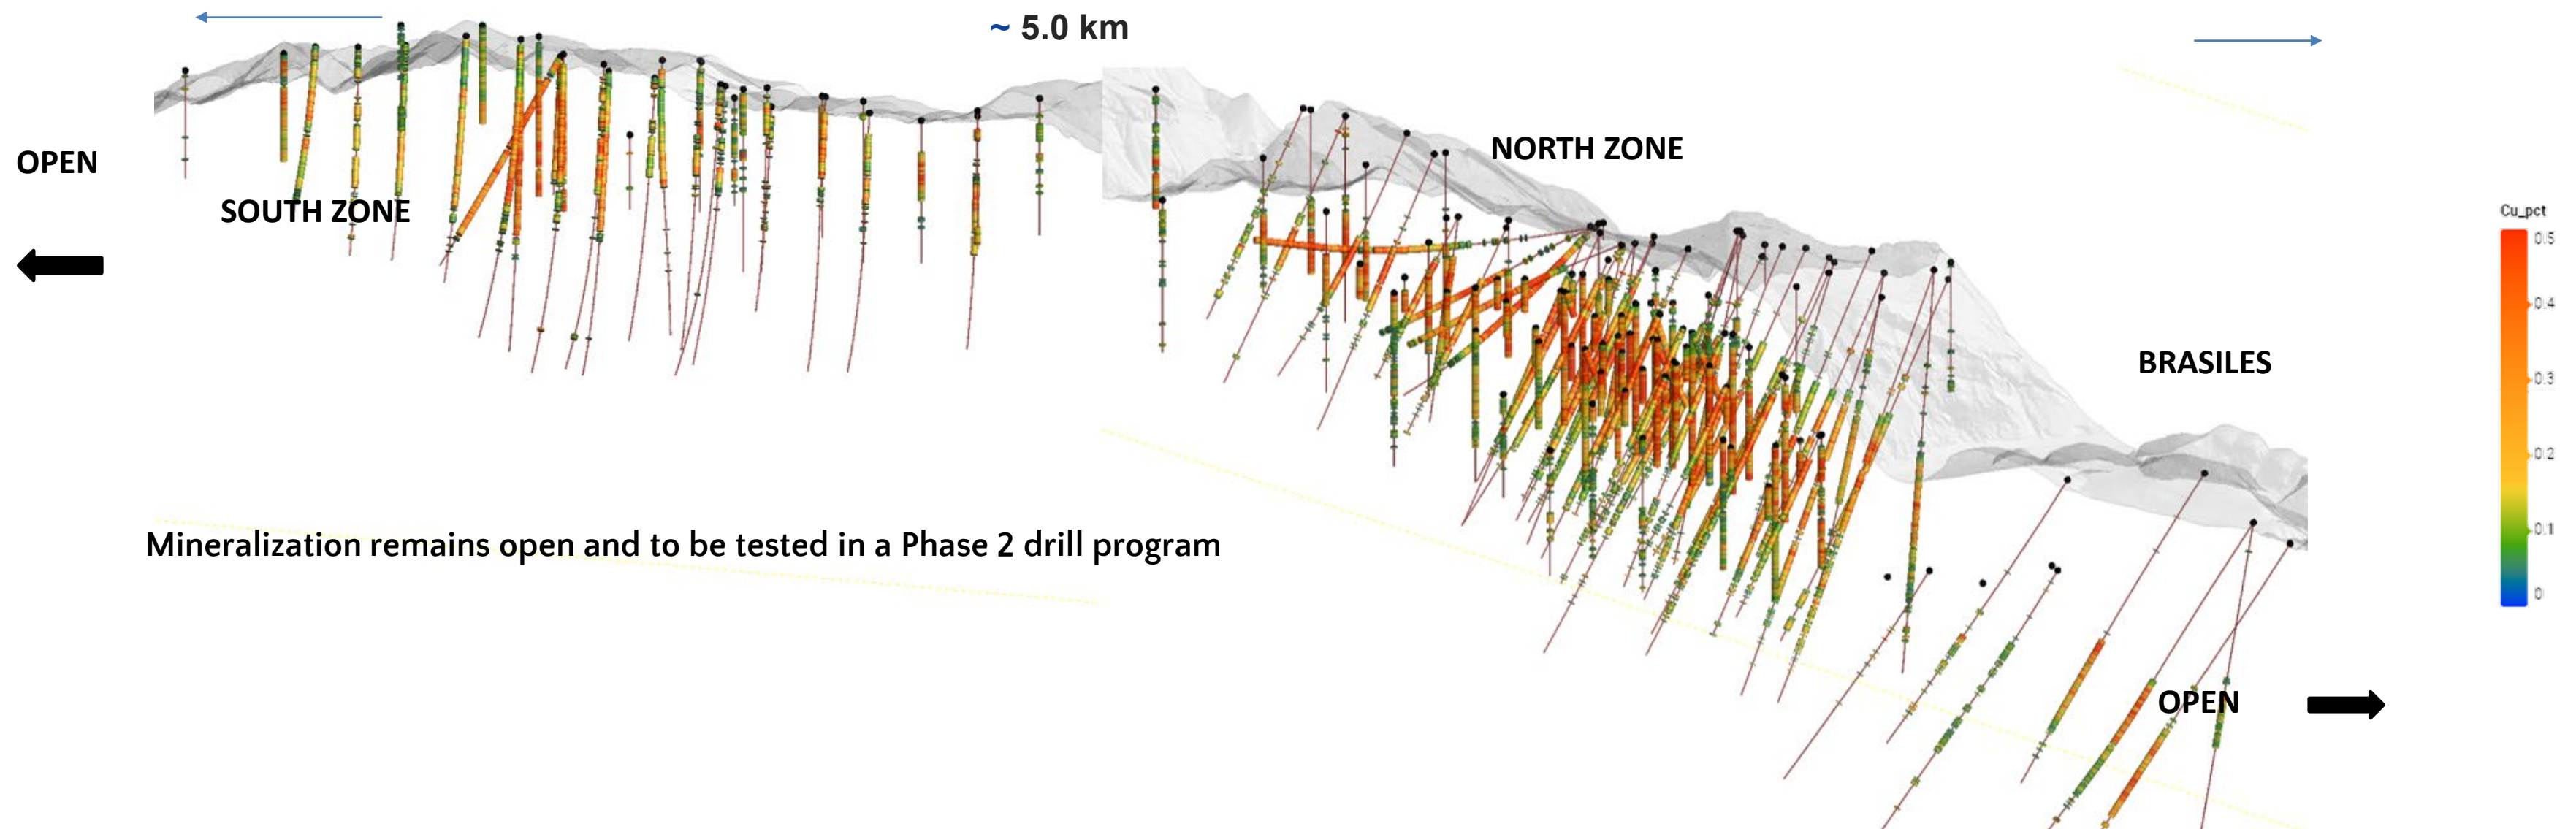 ~ 5.0 km
NORTH ZONE
OPEN
SOUTH ZONE
BRASILES
Cu_pct
0.5
0.4
0.3
0.2
0.1
0
Mineralization remains open and to be tested in a Phase 2 drill program
OPEN